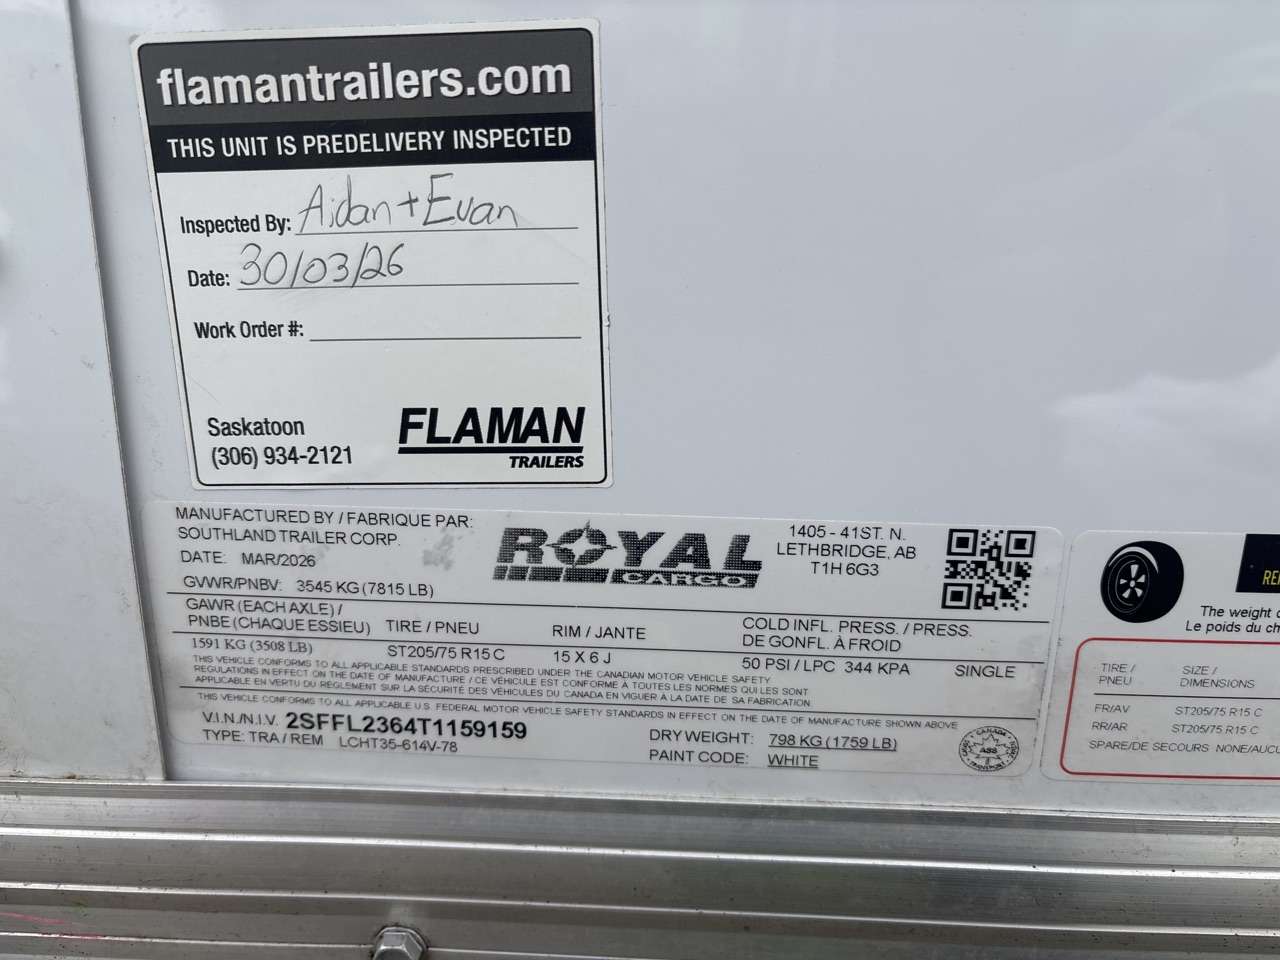 flamantrailers.com
THIS UNIT IS PREDELIVERY INSPECTED
Inspected By: Aidan + Evan
Date: 30/03/26
Work Order #:
Saskatoon
(306) 934-2121
FLAMAN
TRAILERS
MANUFACTURED BY / FABRIQUE PAR:
SOUTHLAND TRAILER CORP.
DATE: MAR/2026
GVWR/PNBV: 3545 KG (7815 LB)
ROYAL
CARGO
1405 - 41ST. N.
LETHBRIDGE, AB
T1H 6G3
GAWR (EACH AXLE) /
PNBE (CHAQUE ESSIEU) TIRE / PNEU RIM / JANTE COLD INFL. PRESS. / PRESS.
DE GONFL. À FROID
1591 KG (3508 LB) ST205/75 R15 C 15 X 6 J 50 PSI / LPC 344 KPA SINGLE
THIS VEHICLE CONFORMS TO ALL APPLICABLE STANDARDS PRESCRIBED UNDER THE CANADIAN MOTOR VEHICLE SAFETY
REGULATIONS IN EFFECT ON THE DATE OF MANUFACTURE / CE VÉHICULE EST CONFORME À TOUTES LES NORMES QUI LES SONT
APPLICABLE EN VERTU DU REGLEMENT SUR LA SÉCURITÉ DES VÉHICULES DU CANADA EN VIGUER A LA DATE DE SA FABRICATION
THIS VEHICLE CONFORMS TO ALL APPLICABLE U.S. FEDERAL MOTOR VEHICLE SAFETY STANDARDS IN EFFECT ON THE DATE OF MANUFACTURE SHOWN ABOVE
V.I.N./N.I.V. 2SFFL2364T1159159
TYPE: TRA / REM LCHT35-614V-78
DRY WEIGHT: 798 KG (1759 LB)
PAINT CODE: WHITE
CANADA
TRANSPORT
The weight
Le poids du
TIRE / SIZE /
PNEU DIMENSIONS
FR/AV ST205/75 R15 C
RR/AR ST205/75 R15 C
SPARE/DE SECOURS NONE/AUCU